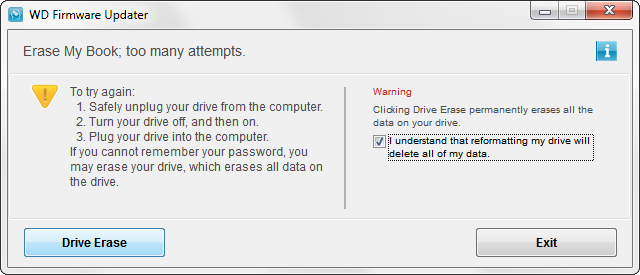 WD Firmware Updater
Erase My Book; too many attempts.
To try again:
1. Safely unplug your drive from the computer.
2. Turn your drive off, and then on.
3. Plug your drive into the computer.
If you cannot remember your password, you
may erase your drive, which erases all data on
the drive.
Warning
Clicking Drive Erase permanently erases all the
data on your drive.
I understand that reformatting my drive will
delete all of my data.
Drive Erase
Exit